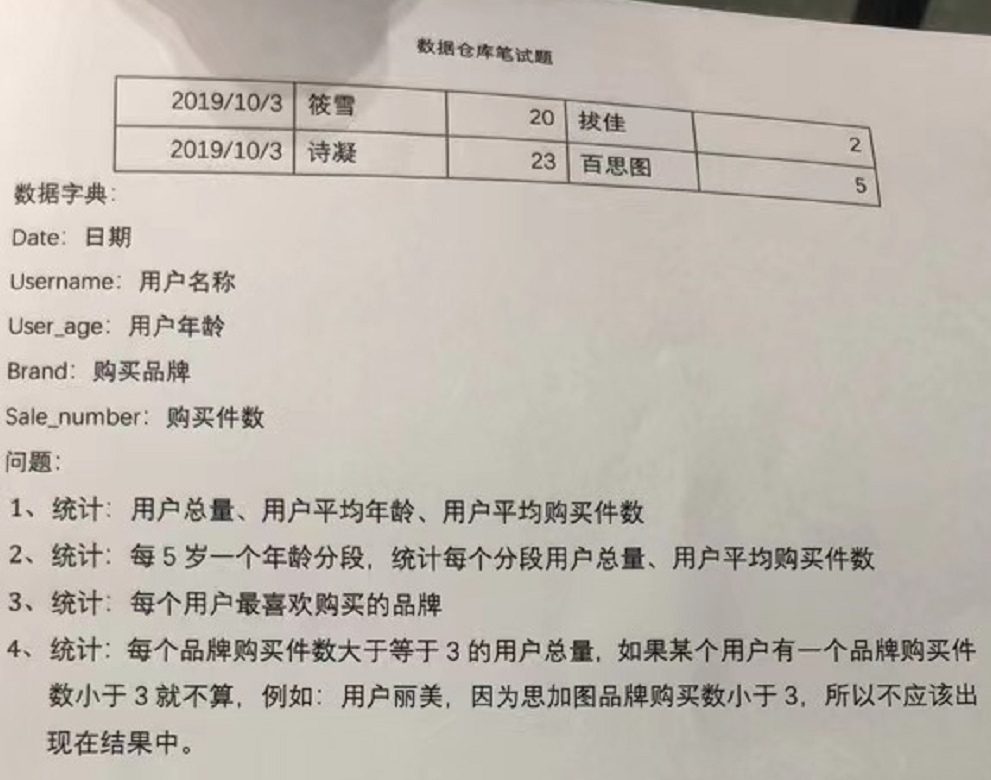 数据仓库笔试题
2019/10/3 筱雪 20 拔佳 2
2019/10/3 诗凝 23 百思图 5
数据字典：
Date：日期
Username：用户名称
User_age：用户年龄
Brand：购买品牌
Sale_number：购买件数
问题：
1、统计：用户总量、用户平均年龄、用户平均购买件数
2、统计：每 5 岁一个年龄分段，统计每个分段用户总量、用户平均购买件数
3、统计：每个用户最喜欢购买的品牌
4、统计：每个品牌购买件数大于等于 3 的用户总量，如果某个用户有一个品牌购买件
数小于 3 就不算，例如：用户丽美，因为思加图品牌购买数小于 3，所以不应该出
现在结果中。